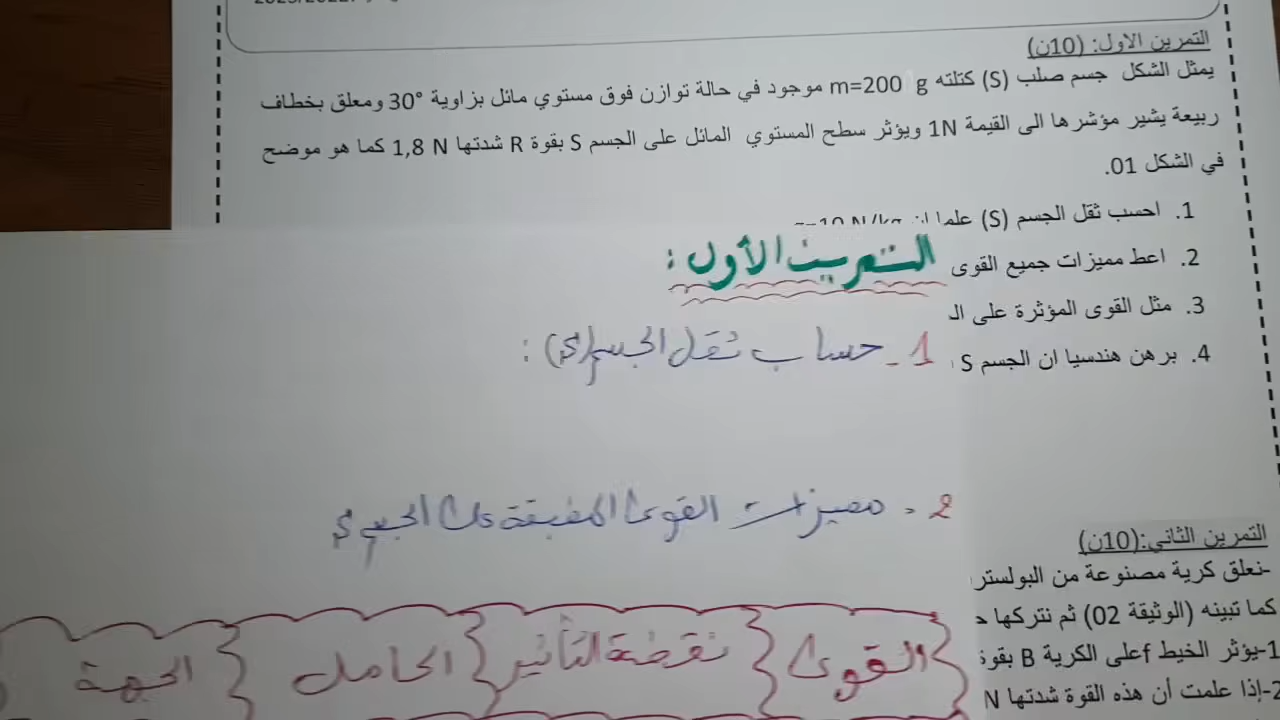 التمرين الاول: (10ن)
يمثل الشكل جسم صلب (S) كتلته m=200 g موجود في حالة توازن فوق مستوي مائل بزاوية °30 ومعلق بخطاف
ربيعة يشير مؤشرها الى القيمة 1N ويؤثر سطح المستوي المائل على الجسم S بقوة R شدتها 1,8 N كما هو موضح
في الشكل 01.
1. احسب ثقل الجسم (S) علما ان g=10 N/kg
2. اعط مميزات جميع القوى
3. مثل القوى المؤثرة على
4. برهن هندسيا ان الجسم S
التمرين الأول :
1 - حساب ثقل الجسم (S) :
2 - مميزات القوى المطبقة على الجسم S
القوى نقطة التأثير الحامل الجهة
التمرين الثاني:(10ن)
-نعلق كرية مصنوعة من البولستر
كما تبينه (الوثيقة 02) ثم نتركها
1-يؤثر الخيط f على الكرية B بقوة
2-إذا علمت أن هذه القوة شدتها N